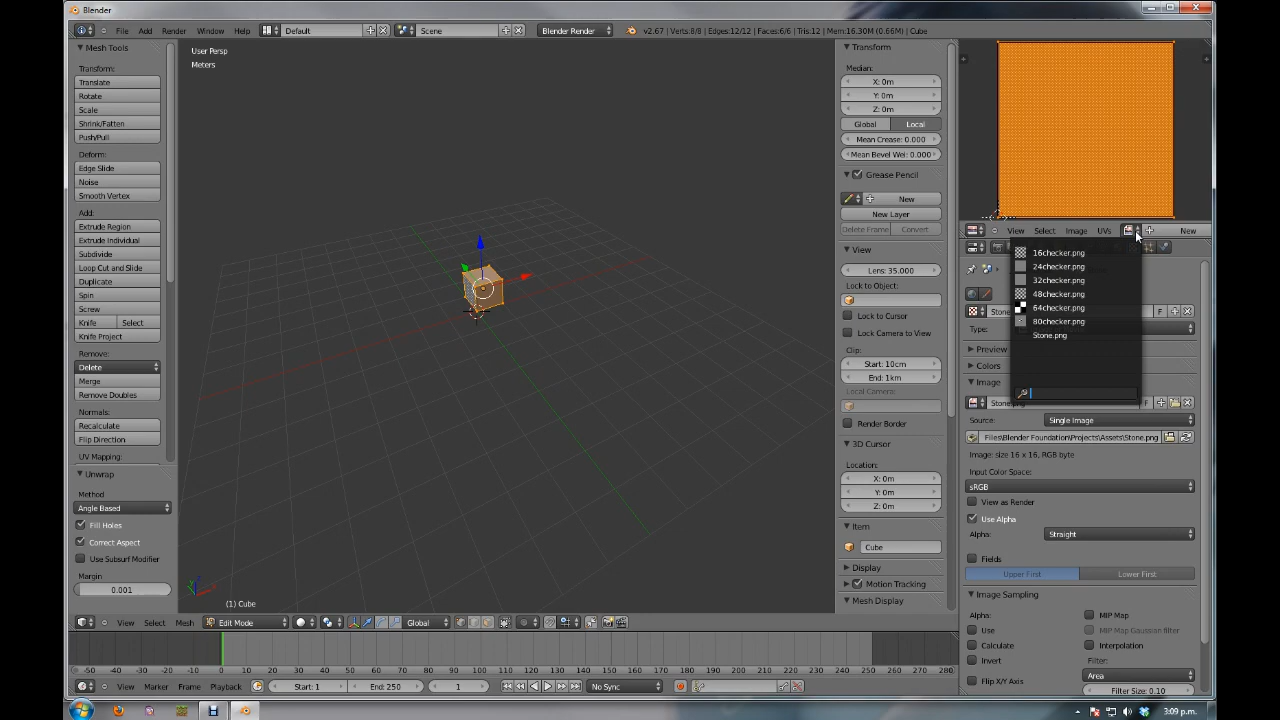 Blender
File Add Render Window Help Default Scene Blender Render v2.67 | Verts:8/8 | Edges:12/12 | Faces:6/6 | Tris:12 | Mem:16.30M (0.66M) | Cube
Mesh Tools
Transform:
Translate
Rotate
Scale
Shrink/Fatten
Push/Pull
Deform:
Edge Slide
Noise
Smooth Vertex
Add:
Extrude Region
Extrude Individual
Subdivide
Loop Cut and Slide
Duplicate
Spin
Screw
Knife Select
Knife Project
Remove:
Delete
Merge
Remove Doubles
Normals:
Recalculate
Flip Direction
UV Mapping:
Unwrap
Method
Angle Based
Fill Holes
Correct Aspect
Use Subsurf Modifier
Margin
0.001
User Persp
Meters
(1) Cube
View Select Mesh Edit Mode Global
Transform
Median:
X: 0m
Y: 0m
Z: 0m
Global Local
Mean Crease: 0.000
Mean Bevel Wei: 0.000
Grease Pencil
New
New Layer
Delete Frame Convert
View
Lens: 35.000
Lock to Object:
Lock to Cursor
Lock Camera to View
Clip:
Start: 10cm
End: 1km
Local Camera:
Render Border
3D Cursor
Location:
X: 0m
Y: 0m
Z: 0m
Item
Cube
Display
Motion Tracking
Mesh Display
View Select Image UVs New
16checker.png
24checker.png
32checker.png
48checker.png
64checker.png
80checker.png
Stone.png
F
Type:
Preview
Colors
Image
F
Source: Single Image
Files\Blender Foundation\Projects\Assets\Stone.png
Image: size 16 x 16, RGB byte
Input Color Space:
sRGB
View as Render
Use Alpha
Alpha: Straight
Fields
Upper First Lower First
Image Sampling
Alpha: MIP Map
Use MIP Map Gaussian filter
Calculate Interpolation
Invert Filter:
Area
Flip X/Y Axis Filter Size: 0.10
-50 -40 -30 -20 -10 0 10 20 30 40 50 60 70 80 90 100 110 120 130 140 150 160 170 180 190 200 210 220 230 240 250 260 270 280
View Marker Frame Playback Start: 1 End: 250 1 No Sync
3:09 p.m.